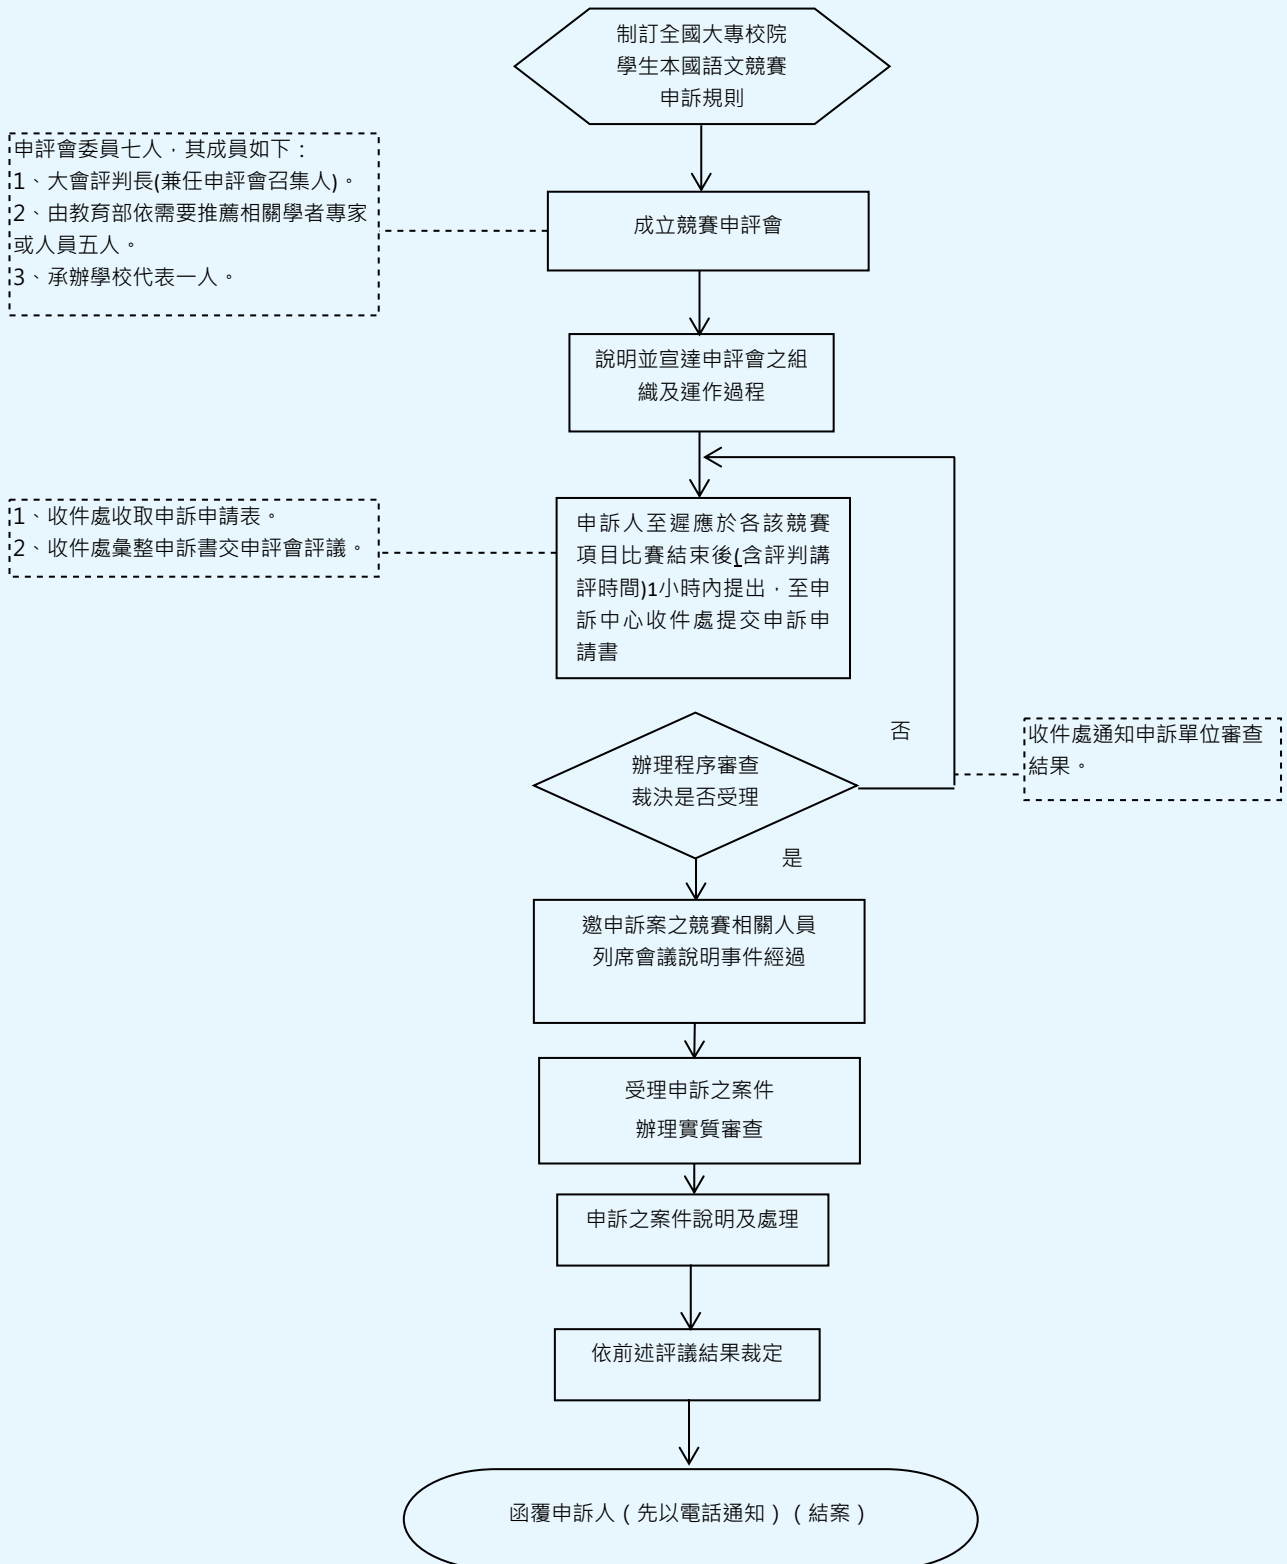 制訂全國大專校院
學生本國語文競賽
申訴規則
申評會委員七人，其成員如下：
1、大會評判長(兼任申評會召集人)。
2、由教育部依需要推薦相關學者專家
或人員五人。
3、承辦學校代表一人。
成立競賽申評會
說明並宣達申評會之組
織及運作過程
1、收件處收取申訴申請表。
2、收件處彙整申訴書交申評會評議。
申訴人至遲應於各該競賽
項目比賽結束後(含評判講
評時間)1小時內提出，至申
訴中心收件處提交申訴申
請書
否
收件處通知申訴單位審查
結果。
辦理程序審查
裁決是否受理
是
邀申訴案之競賽相關人員
列席會議說明事件經過
受理申訴之案件
辦理實質審查
申訴之案件說明及處理
依前述評議結果裁定
函覆申訴人（先以電話通知）（結案）